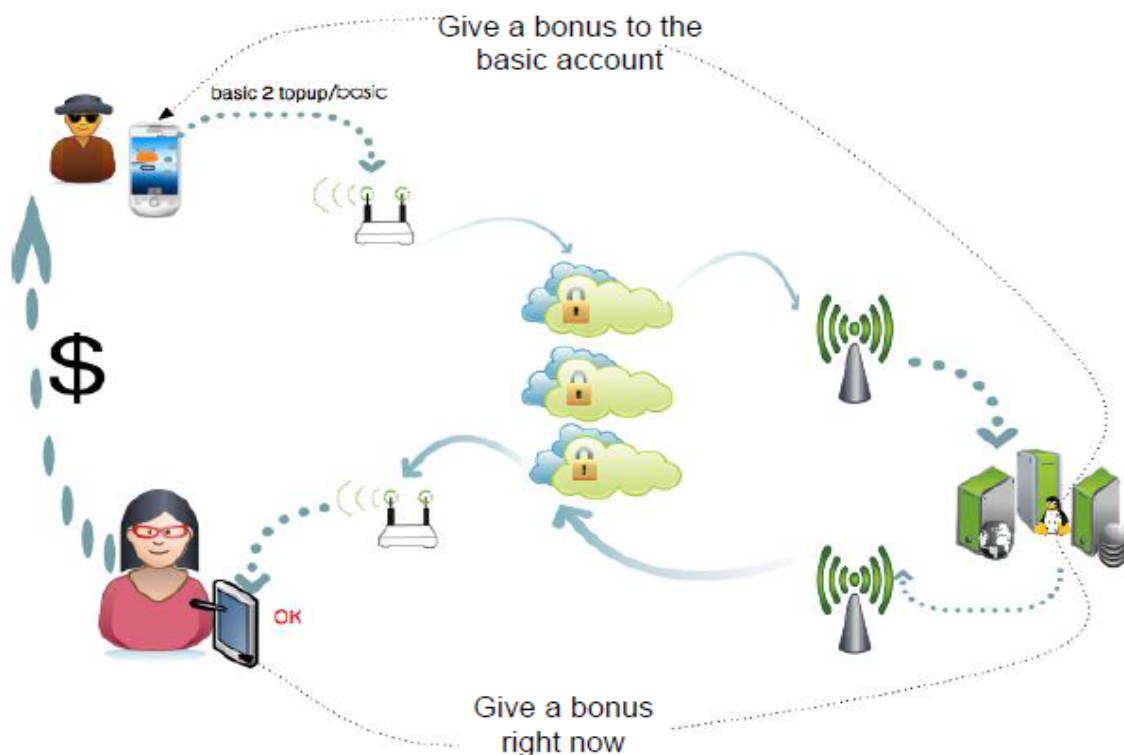 Give a bonus to the
basic account
basic 2 topup/basic
$
OK
Give a bonus
right now